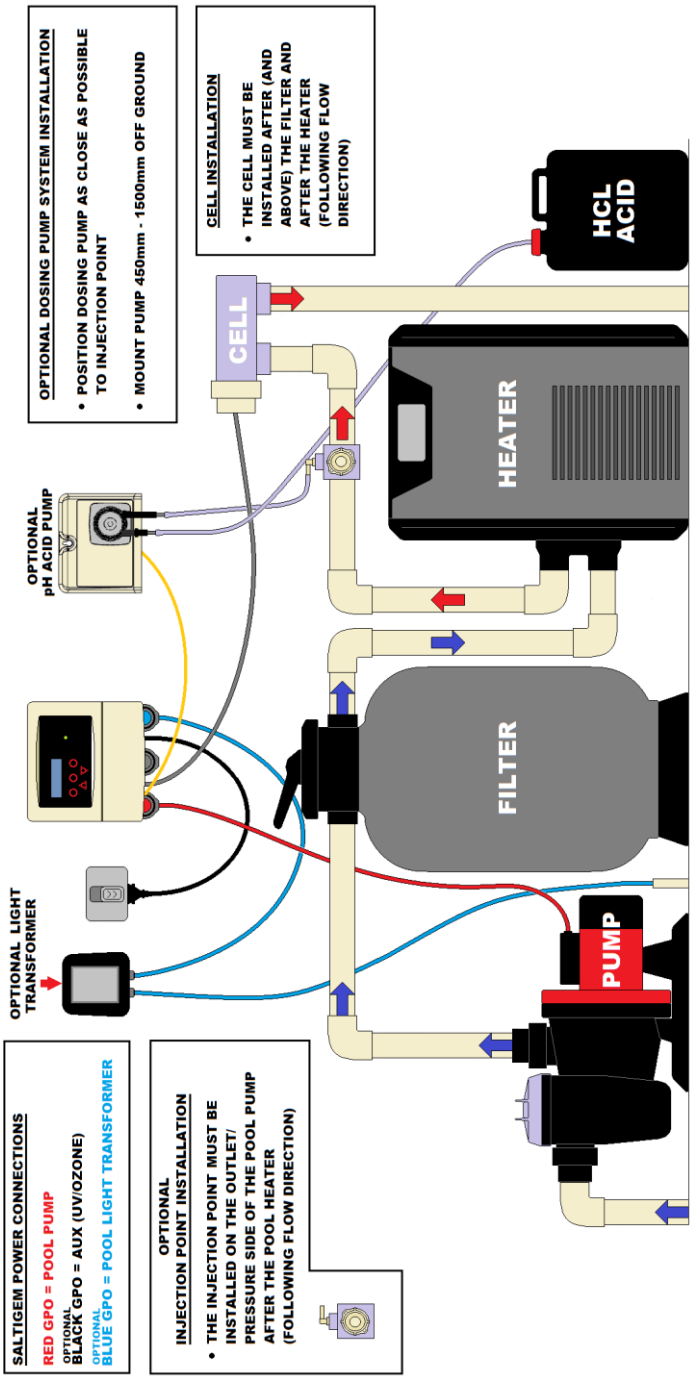 SALTIGEM POWER CONNECTIONS
RED GPO = POOL PUMP
OPTIONAL
BLACK GPO = AUX (UV/OZONE)
OPTIONAL
BLUE GPO = POOL LIGHT TRANSFORMER
OPTIONAL
INJECTION POINT INSTALLATION
• THE INJECTION POINT MUST BE
INSTALLED ON THE OUTLET/
PRESSURE SIDE OF THE POOL PUMP
AFTER THE POOL HEATER
(FOLLOWING FLOW DIRECTION)
OPTIONAL LIGHT
TRANSFORMER
OPTIONAL
pH ACID PUMP
OPTIONAL DOSING PUMP SYSTEM INSTALLATION
• POSITION DOSING PUMP AS CLOSE AS POSSIBLE
TO INJECTION POINT
• MOUNT PUMP 450mm - 1500mm OFF GROUND
CELL INSTALLATION
• THE CELL MUST BE
INSTALLED AFTER (AND
ABOVE) THE FILTER AND
AFTER THE HEATER
(FOLLOWING FLOW
DIRECTION)
CELL
PUMP
FILTER
HEATER
HCL
ACID